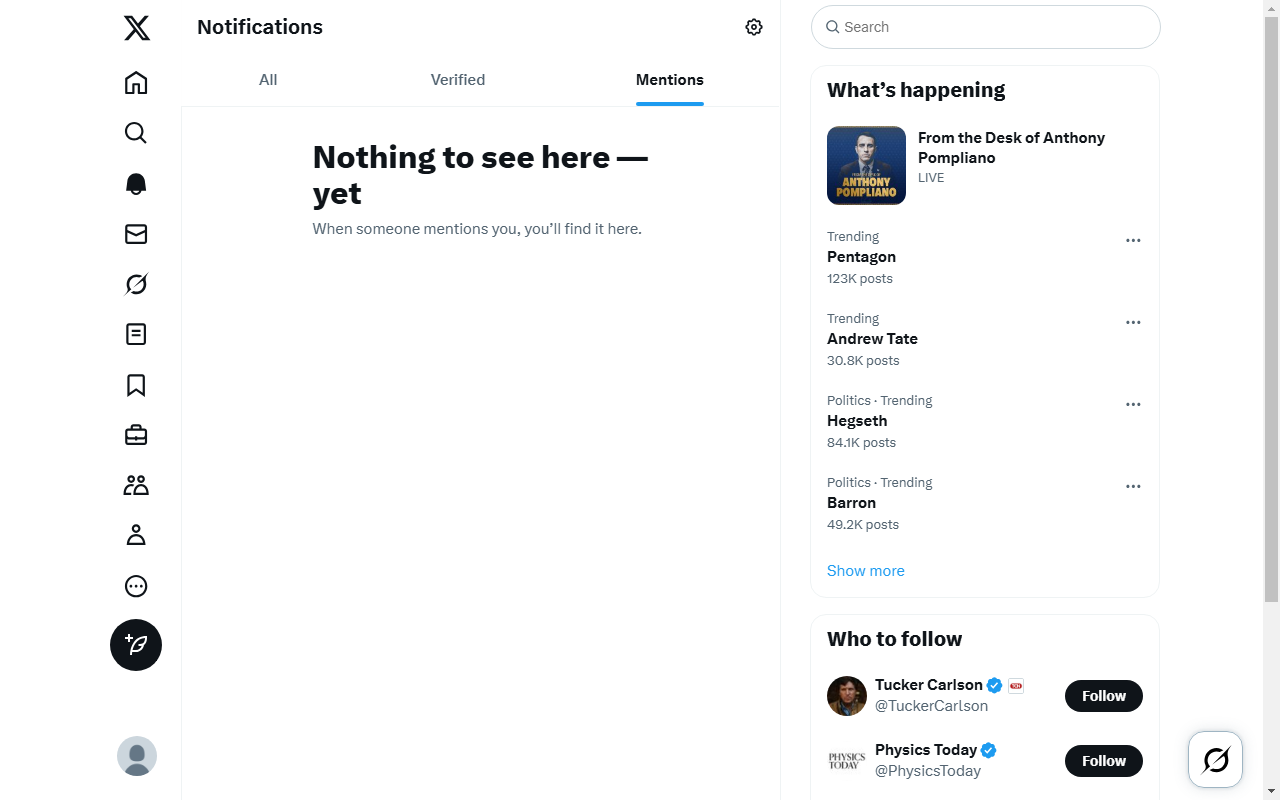 Notifications
All
Verified
Mentions
Nothing to see here —
yet
When someone mentions you, you’ll find it here.
Search
What’s happening
ANTHONY
POMPLIANO
From the Desk of Anthony
Pompliano
LIVE
Trending
Pentagon
123K posts
Trending
Andrew Tate
30.8K posts
Politics · Trending
Hegseth
84.1K posts
Politics · Trending
Barron
49.2K posts
Show more
Who to follow
Tucker Carlson
@TuckerCarlson
Follow
PHYSICS
TODAY
Physics Today
@PhysicsToday
Follow